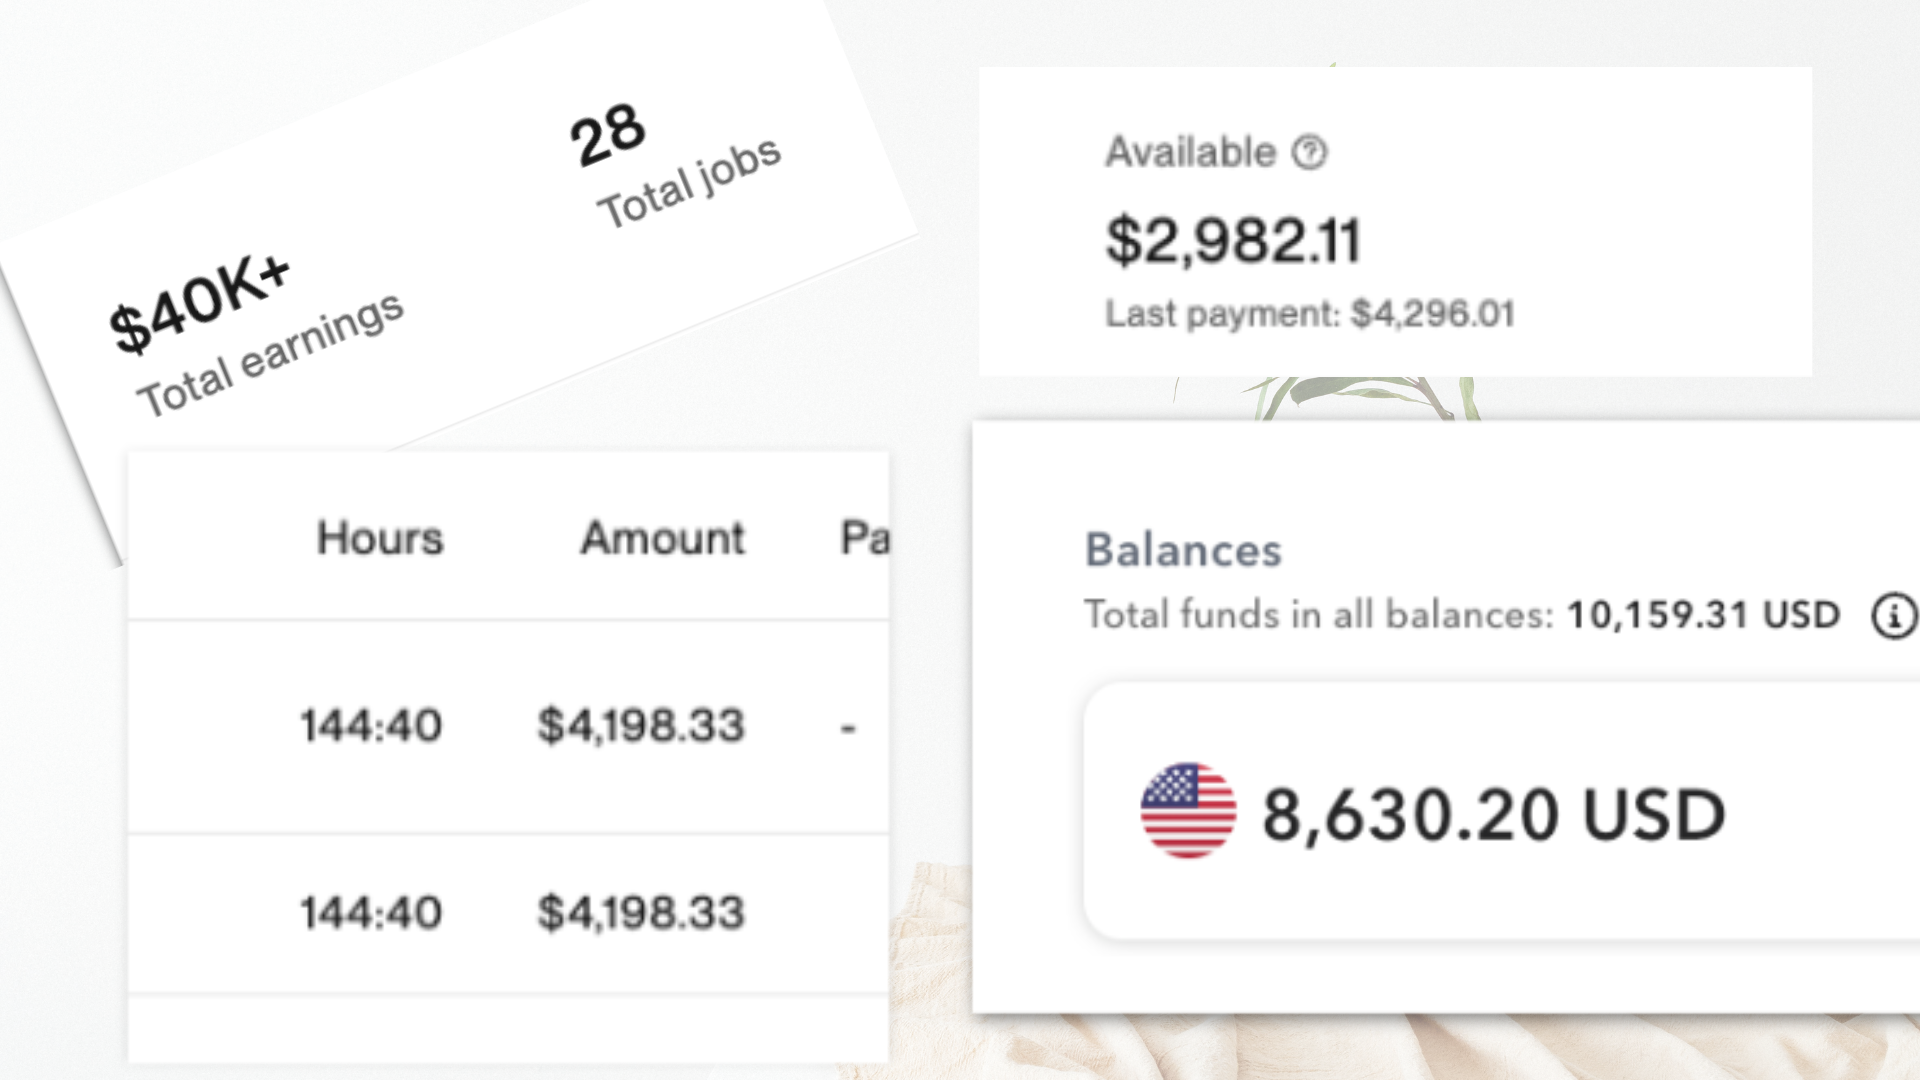 $40K+
Total earnings
28
Total jobs
Available
$2,982.11
Last payment: $4,296.01
Hours Amount Pa
144:40 $4,198.33 -
144:40 $4,198.33
Balances
Total funds in all balances: 10,159.31 USD
8,630.20 USD